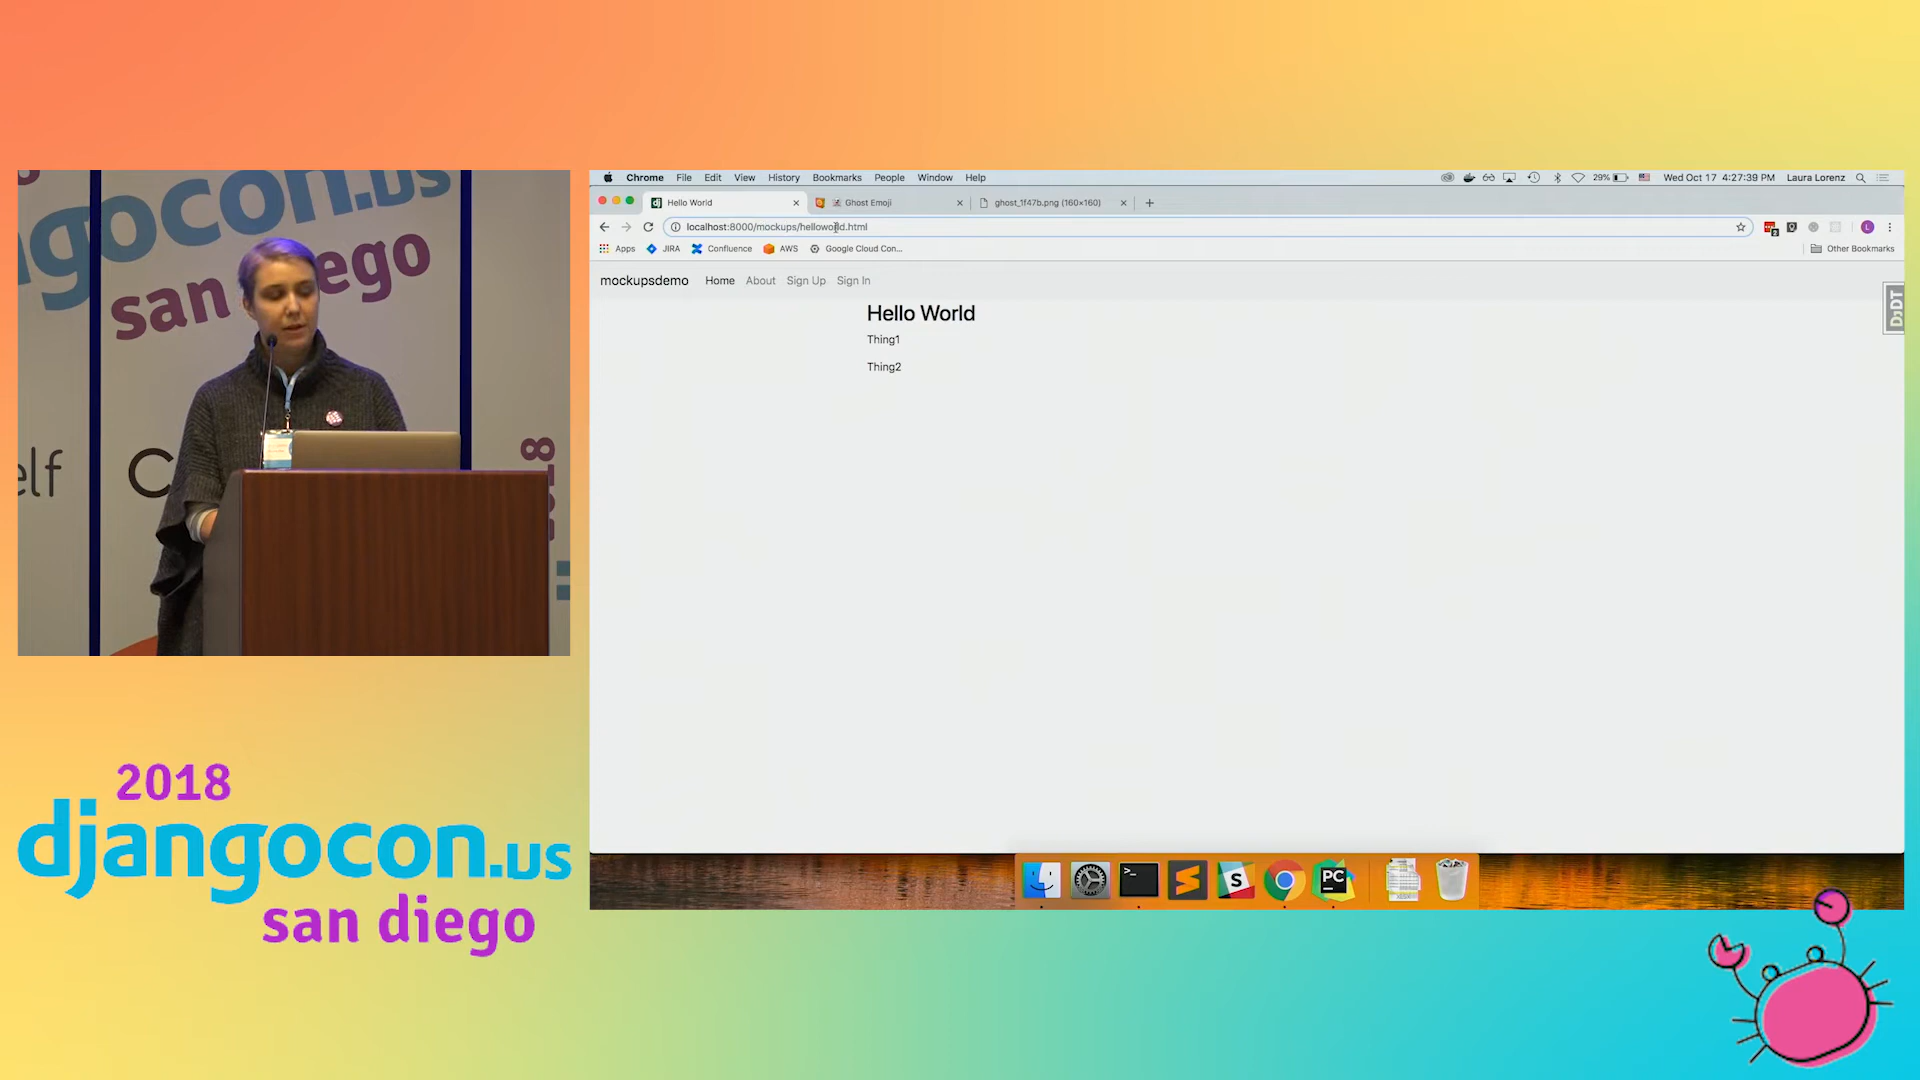 djangocon.us
san diego
elf
C
2018
2018
djangocon.us
san diego
Chrome File Edit View History Bookmarks People Window Help 29% Wed Oct 17 4:27:39 PM Laura Lorenz
Hello World Ghost Emoji ghost_1f47b.png (160×160)
localhost:8000/mockups/helloworld.html
Apps JIRA Confluence AWS Google Cloud Con... Other Bookmarks
mockupsdemo Home About Sign Up Sign In
DjDT
Hello World
Thing1
Thing2
>_ S PC